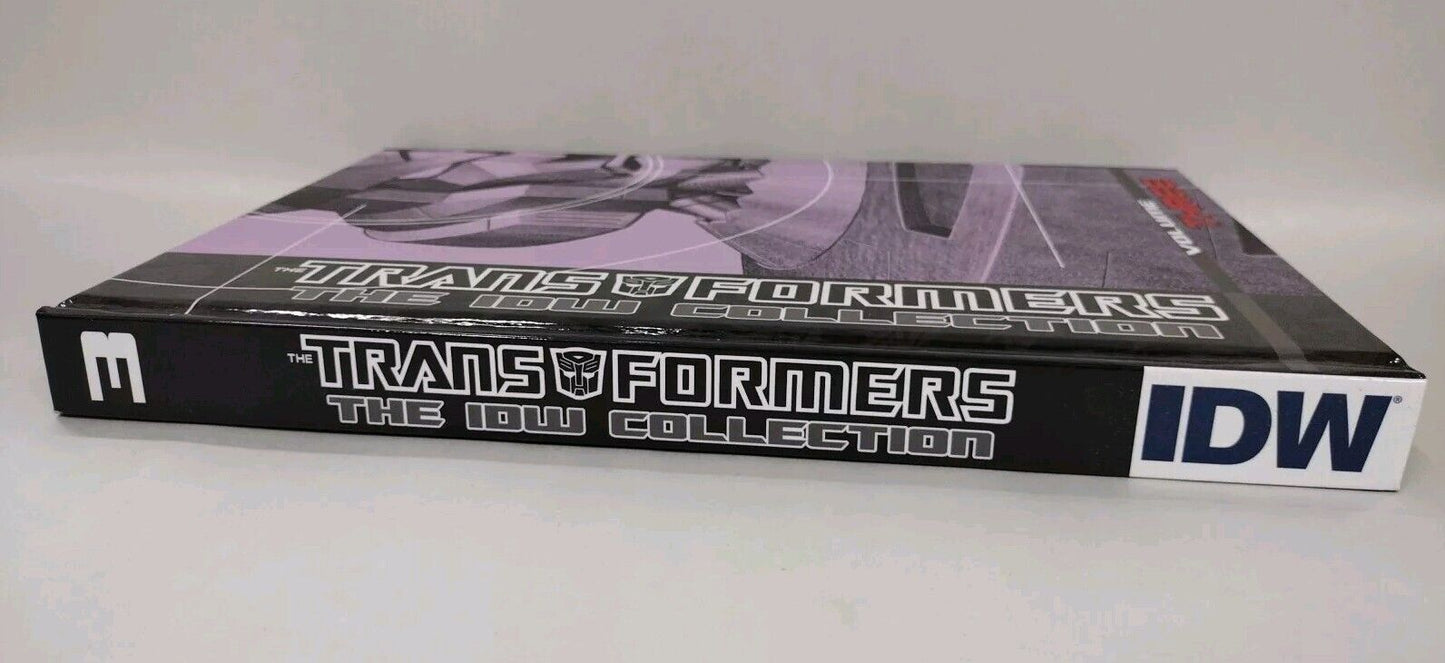 VOLUME
THE TRANSFORMERS
THE IDW COLLECTION
3
THE TRANSFORMERS
THE IDW COLLECTION
IDW®